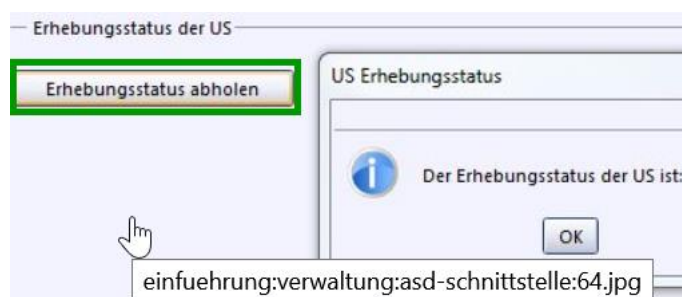 Erhebungsstatus der US
Erhebungsstatus abholen
US Erhebungsstatus
Der Erhebungsstatus der US ist:
OK
einfuehrung:verwaltung:asd-schnittstelle:64.jpg